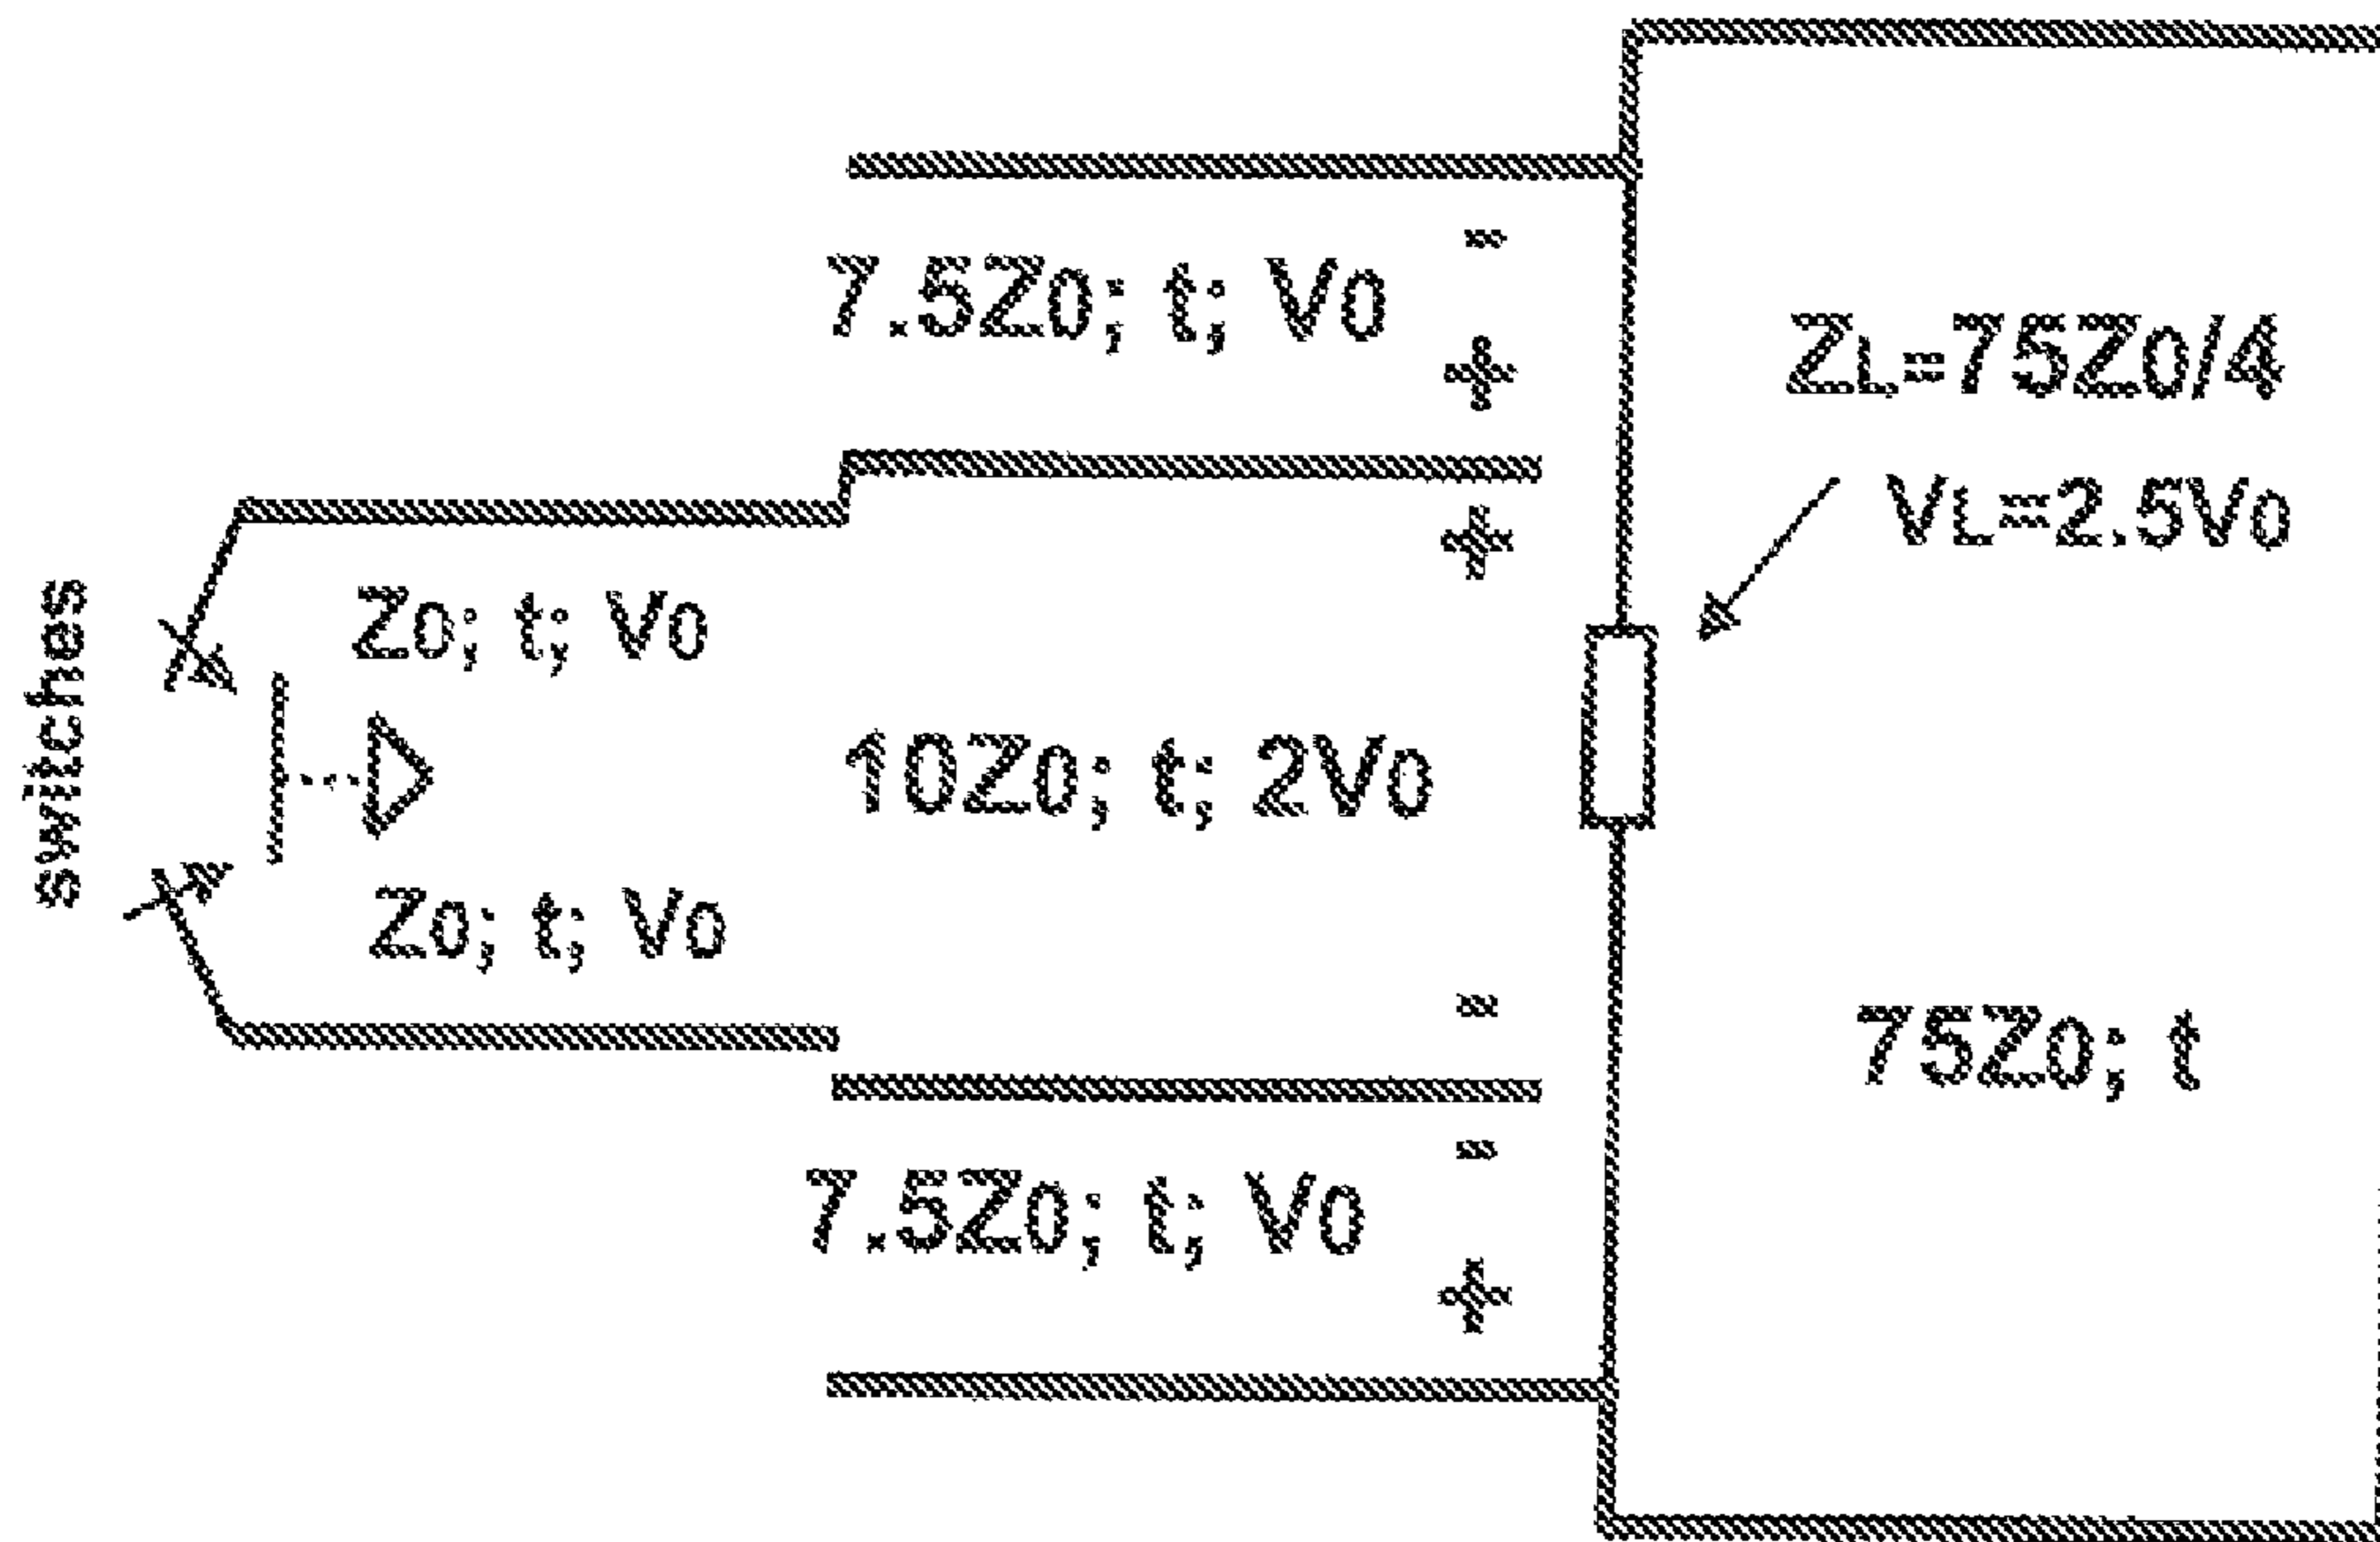 7.5Z0; t; V0
-
+
ZL=75Z0/4
VL=2.5V0
+
switches
Z0; t; V0
10Z0; t; 2V0
Z0; t; V0
-
75Z0; t
-
7.5Z0; t; V0
+